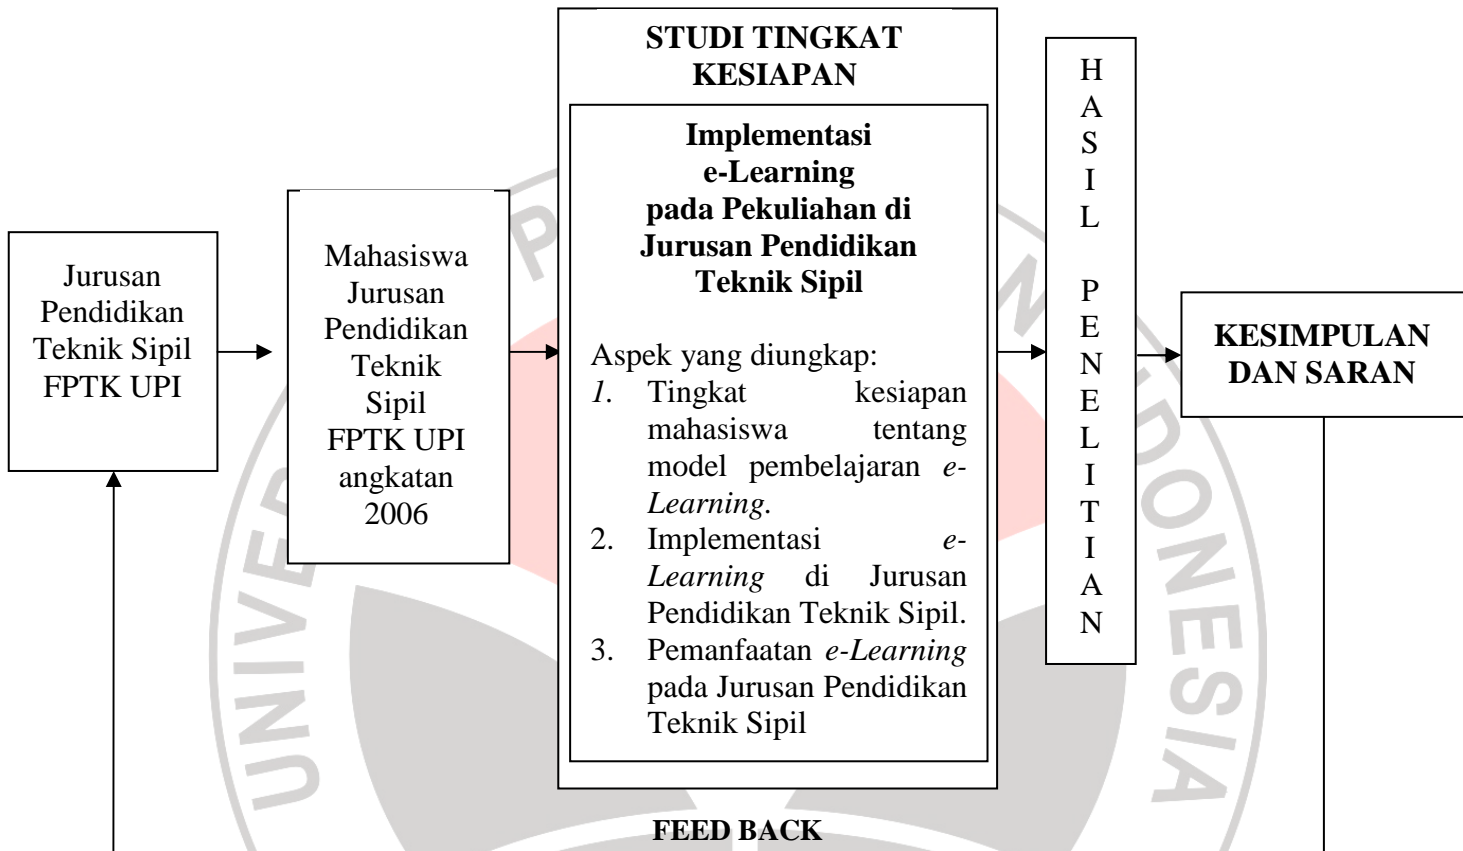 Jurusan
Pendidikan
Teknik Sipil
FPTK UPI
Mahasiswa
Jurusan
Pendidikan
Teknik
Sipil
FPTK UPI
angkatan
2006
STUDI TINGKAT
KESIAPAN
Implementasi
e-Learning
pada Pekuliahan di
Jurusan Pendidikan
Teknik Sipil
Aspek yang diungkap:
1. Tingkat kesiapan
mahasiswa tentang
model pembelajaran e-
Learning.
2. Implementasi e-
Learning di Jurusan
Pendidikan Teknik Sipil.
3. Pemanfaatan e-Learning
pada Jurusan Pendidikan
Teknik Sipil
H
A
S
I
L
P
E
N
E
L
I
T
I
A
N
KESIMPULAN
DAN SARAN
FEED BACK